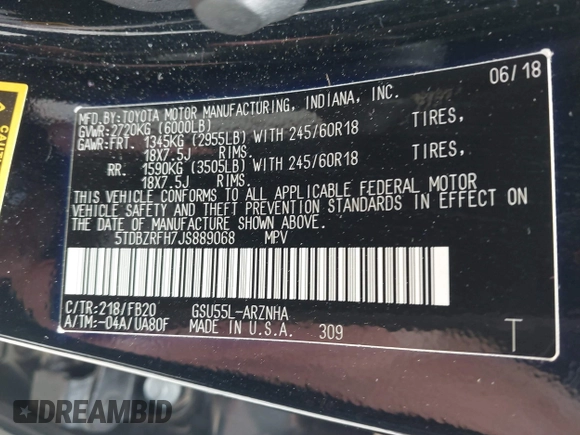 06/18
MFD.BY:TOYOTA MOTOR MANUFACTURING, INDIANA, INC.
GVWR:2720KG (6000LB)
GAWR:FRT. 1345KG (2955LB) WITH 245/60R18 TIRES,
18X7.5J RIMS.
RR. 1590KG (3505LB) WITH 245/60R18 TIRES,
18X7.5J RIMS.
THIS VEHICLE CONFORMS TO ALL APPLICABLE FEDERAL MOTOR
VEHICLE SAFETY AND THEFT PREVENTION STANDARDS IN EFFECT ON
THE DATE OF MANUFACTURE SHOWN ABOVE.
5TDBZRFH7JS889068 MPV
C/TR:218/FB20 GSU55L-ARZNHA
A/TM:-04A/UA80F MADE IN U.S.A. 309
T
DREAMBID